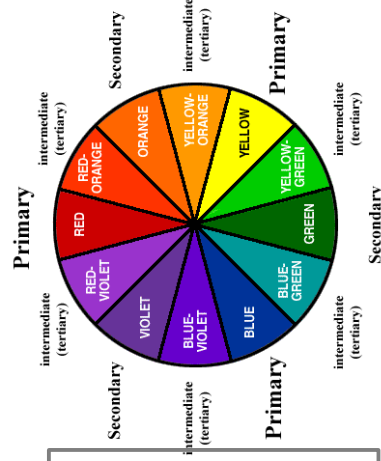 Primary
intermediate
(tertiary)
intermediate
(tertiary)
RED
RED-
VIOLET
RED-
ORANGE
Secondary
VIOLET
ORANGE
Secondary
intermediate
(tertiary)
BLUE-
VIOLET
YELLOW-
ORANGE
intermediate
(tertiary)
Primary
BLUE
YELLOW
Primary
BLUE-
GREEN
YELLOW-
GREEN
GREEN
intermediate
(tertiary)
intermediate
(tertiary)
Secondary